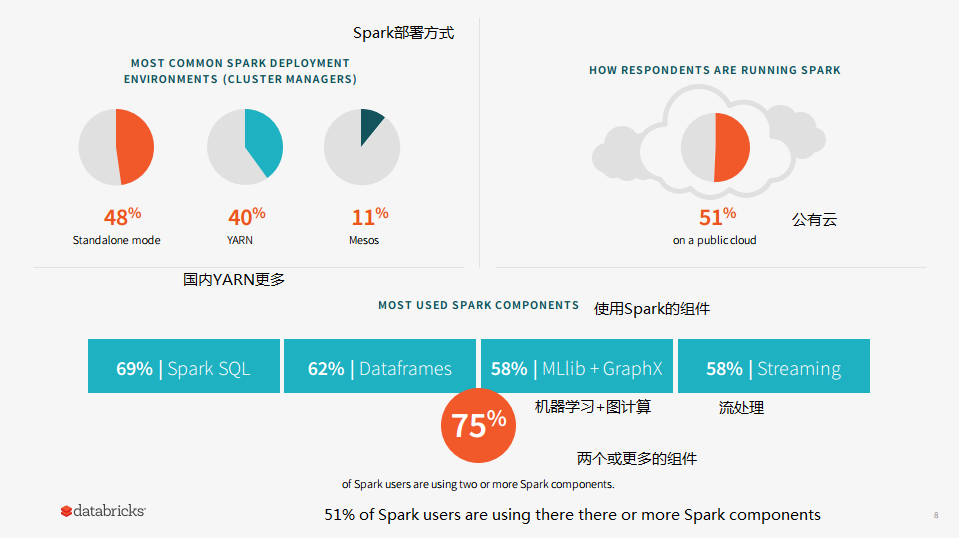 Spark部署方式
MOST COMMON SPARK DEPLOYMENT
ENVIRONMENTS (CLUSTER MANAGERS)
48%
Standalone mode
40%
YARN
11%
Mesos
国内YARN更多
HOW RESPONDENTS ARE RUNNING SPARK
51%
on a public cloud
公有云
MOST USED SPARK COMPONENTS
使用Spark的组件
69% | Spark SQL
62% | Dataframes
58% | MLlib + GraphX
58% | Streaming
机器学习+图计算
流处理
75%
两个或更多的组件
of Spark users are using two or more Spark components.
51% of Spark users are using there there or more Spark components
databricks
8